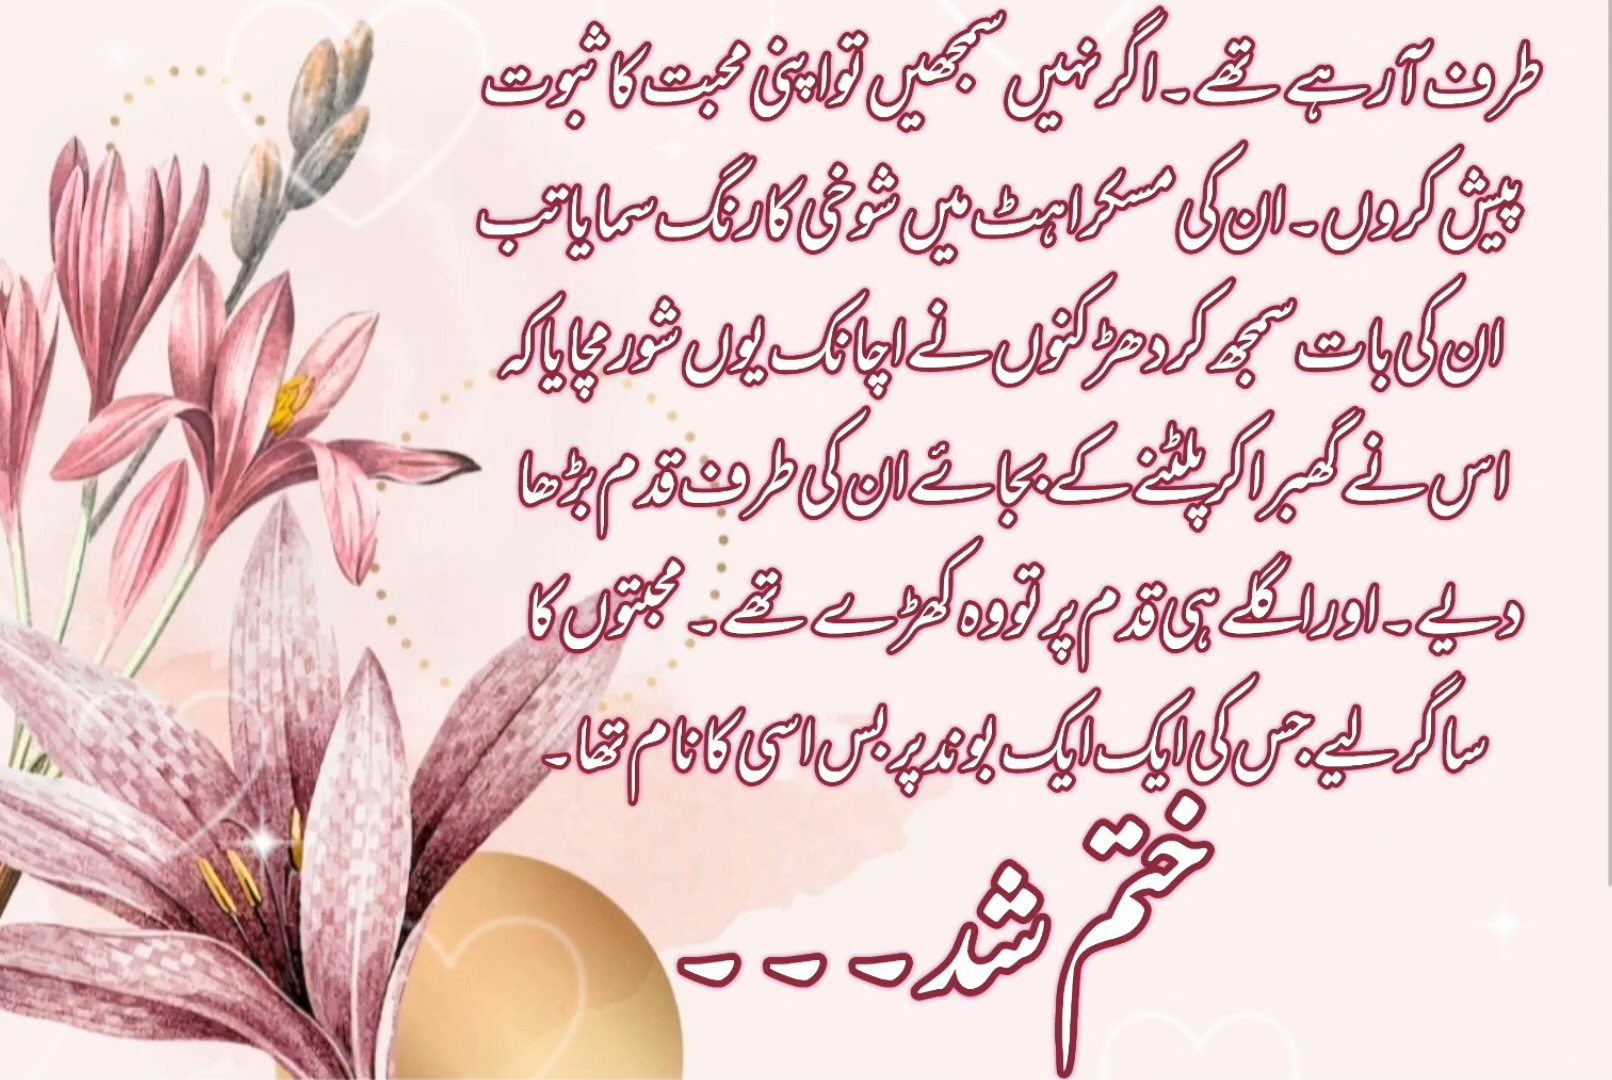 طرف آرہے تھے۔ اگر نہیں سمجھیں تو اپنی محبت کا ثبوت
پیش کروں۔ ان کی مسکراہٹ میں شوخی کا رنگ سمایا تب
ان کی بات سمجھ کر دھڑکنوں نے اچانک یوں شور مچایا کہ
اس نے گھبرا کر پلٹنے کے بجائے ان کی طرف قدم بڑھا
دیے۔ اور اگلے ہی قدم پر تو وہ کھڑے تھے۔ محبتوں کا
ساگر لیے جس کی ایک ایک بوند پر بس اسی کا نام تھا۔
ختم شد۔۔۔